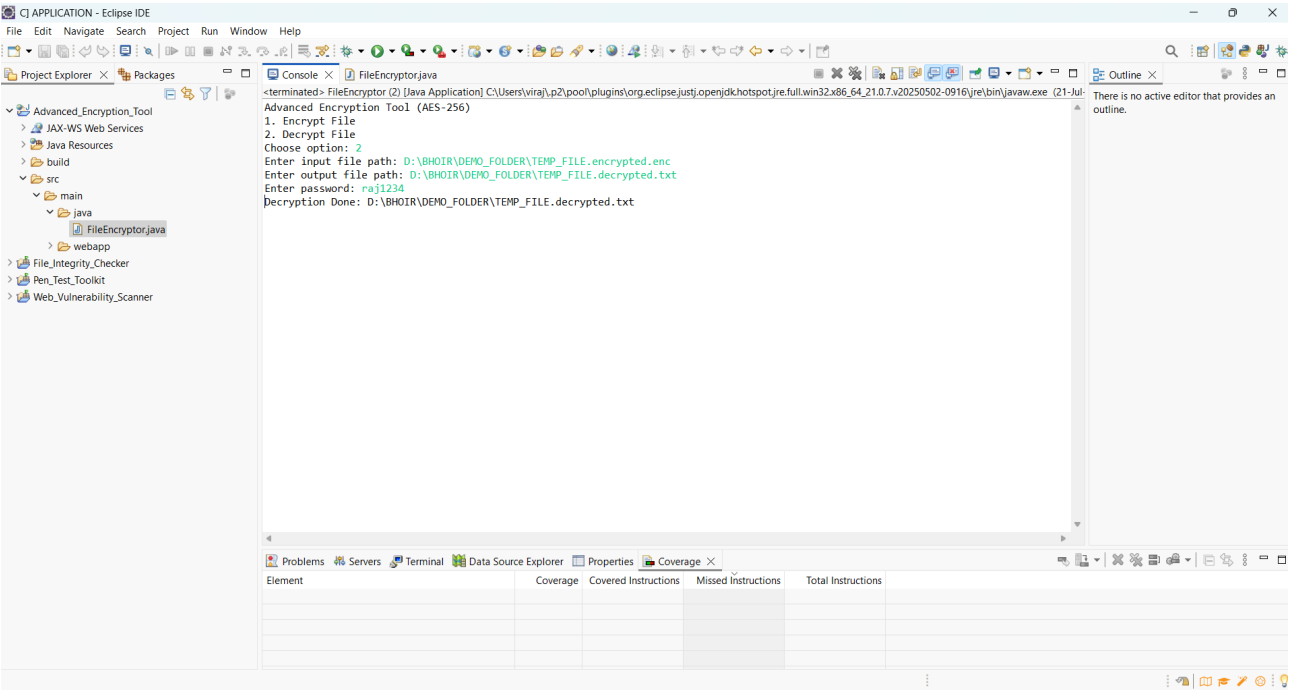 CJ APPLICATION - Eclipse IDE
File Edit Navigate Search Project Run Window Help
Project Explorer
Packages
Advanced_Encryption_Tool
JAX-WS Web Services
Java Resources
build
src
main
java
FileEncryptor.java
webapp
File_Integrity_Checker
Pen_Test_Toolkit
Web_Vulnerability_Scanner
Console
FileEncryptor.java
<terminated> FileEncryptor (2) [Java Application] C:\Users\viraj\.p2\pool\plugins\org.eclipse.justj.openjdk.hotspot.jre.full.win32.x86_64_21.0.7.v20250502-0916\jre\bin\javaw.exe (21-Jul-
Advanced Encryption Tool (AES-256)
1. Encrypt File
2. Decrypt File
Choose option: 2
Enter input file path: D:\BHOIR\DEMO_FOLDER\TEMP_FILE.encrypted.enc
Enter output file path: D:\BHOIR\DEMO_FOLDER\TEMP_FILE.decrypted.txt
Enter password: raj1234
Decryption Done: D:\BHOIR\DEMO_FOLDER\TEMP_FILE.decrypted.txt
Outline
There is no active editor that provides an
outline.
Problems Servers Terminal Data Source Explorer Properties Coverage
Element Coverage Covered Instructions Missed Instructions Total Instructions